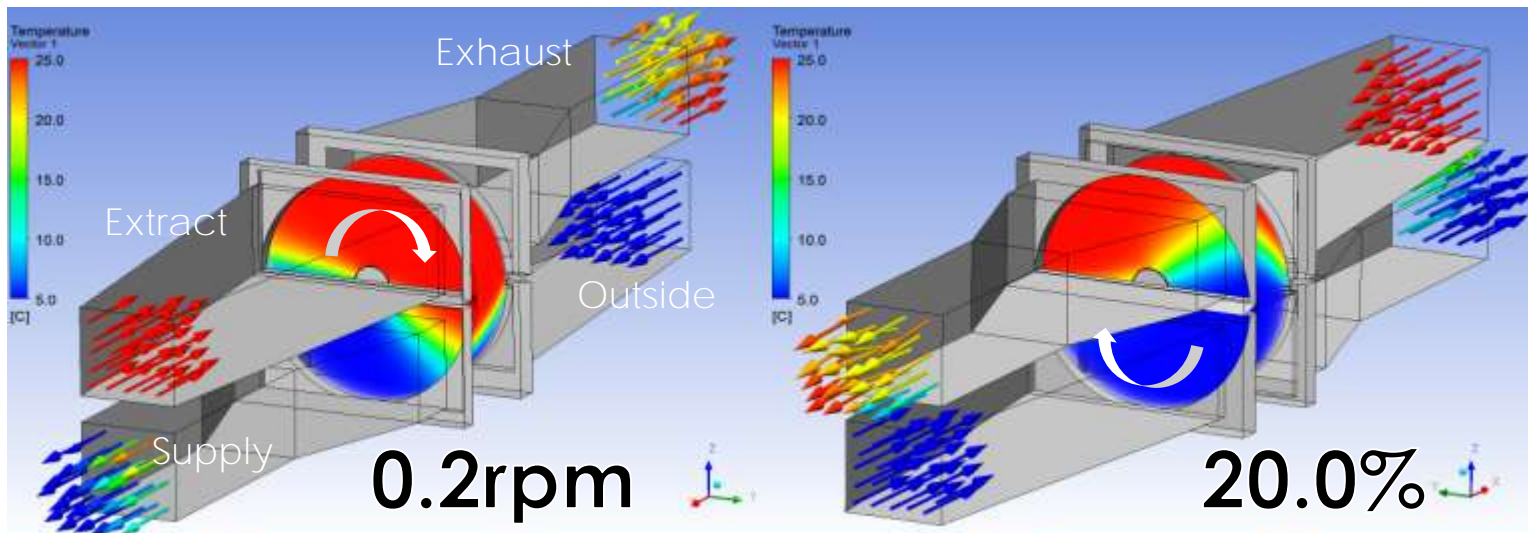 Temperature
Vector 1
25.0
20.0
15.0
10.0
5.0
[C]
Exhaust
Extract
Outside
Supply
0.2rpm
Z
Y
Temperature
Vector 1
25.0
20.0
15.0
10.0
5.0
[C]
20.0%
Z
Y
X